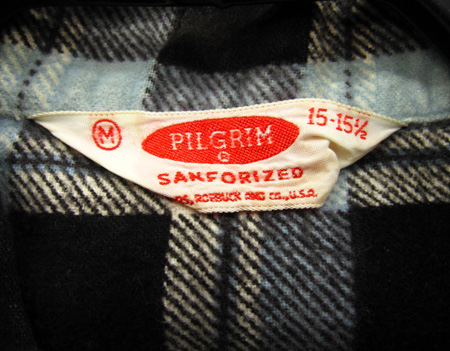 M
PILGRIM
®
15-15½
SANFORIZED
ROEBUCK AND CO., U.S.A.